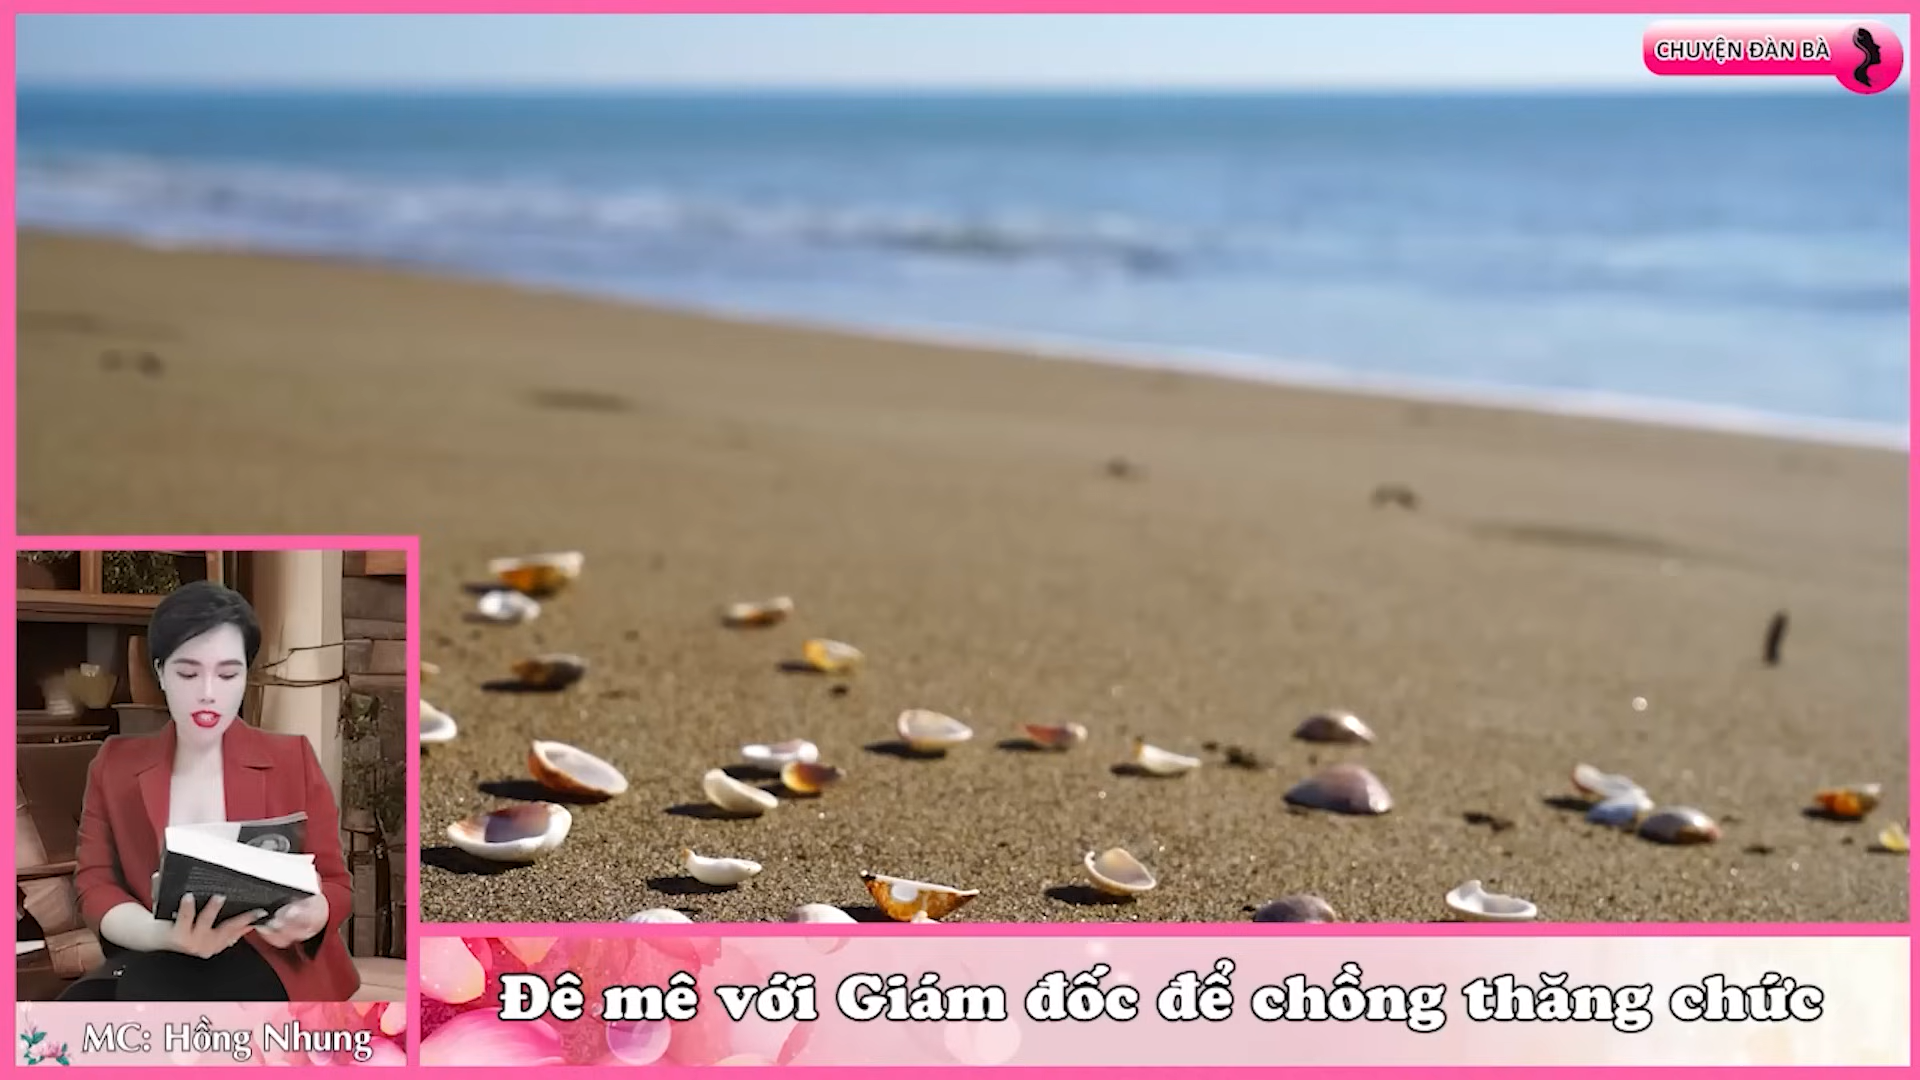 CHUYỆN ĐÀN BÀ
Đê mê với Giám đốc để chồng thăng chức
MC: Hồng Nhung